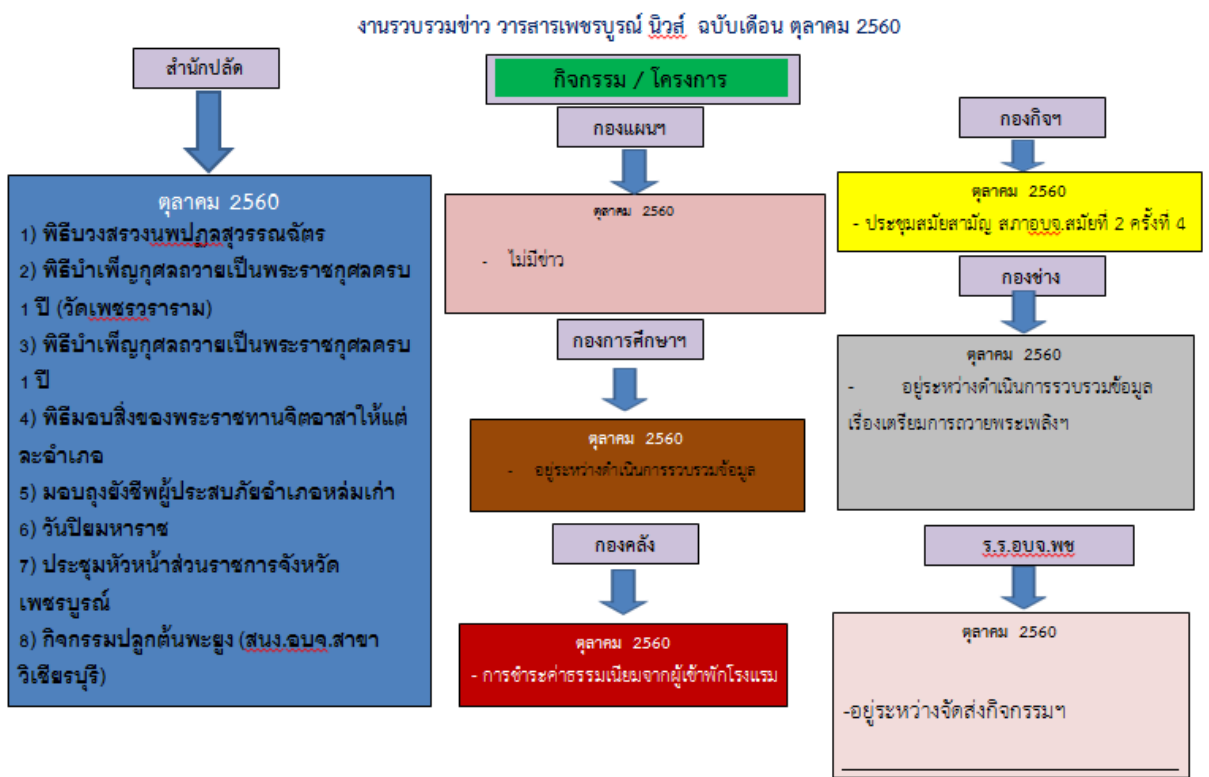 งานรวบรวมข่าว วารสารเพชรบูรณ์ นิวส์ ฉบับเดือน ตุลาคม 2560
สำนักปลัด
ตุลาคม 2560
1) พิธีบวงสรวงนพปฎลสุวรรณฉัตร
2) พิธีบำเพ็ญกุศลถวายเป็นพระราชกุศลครบ
1 ปี (วัดเพชรวราราม)
3) พิธีบำเพ็ญกุศลถวายเป็นพระราชกุศลครบ
1 ปี
4) พิธีมอบสิ่งของพระราชทานจิตอาสาให้แต่
ละอำเภอ
5) มอบถุงยังชีพผู้ประสบภัยอำเภอหล่มเก่า
6) วันปิยมหาราช
7) ประชุมหัวหน้าส่วนราชการจังหวัด
เพชรบูรณ์
8) กิจกรรมปลูกต้นพะยูง (สนง.อบจ.สาขา
วิเชียรบุรี)
กิจกรรม / โครงการ
กองแผนฯ
ตุลาคม 2560
- ไม่มีข่าว
กองการศึกษาฯ
ตุลาคม 2560
- อยู่ระหว่างดำเนินการรวบรวมข้อมูล
กองคลัง
ตุลาคม 2560
- การชำระค่าธรรมเนียมจากผู้เข้าพักโรงแรม
กองกิจฯ
ตุลาคม 2560
- ประชุมสมัยสามัญ สภาอบจ.สมัยที่ 2 ครั้งที่ 4
กองช่าง
ตุลาคม 2560
- อยู่ระหว่างดำเนินการรวบรวมข้อมูล
เรื่องเตรียมการถวายพระเพลิงฯ
ร.ร.อบจ.พช
ตุลาคม 2560
-อยู่ระหว่างจัดส่งกิจกรรมฯ